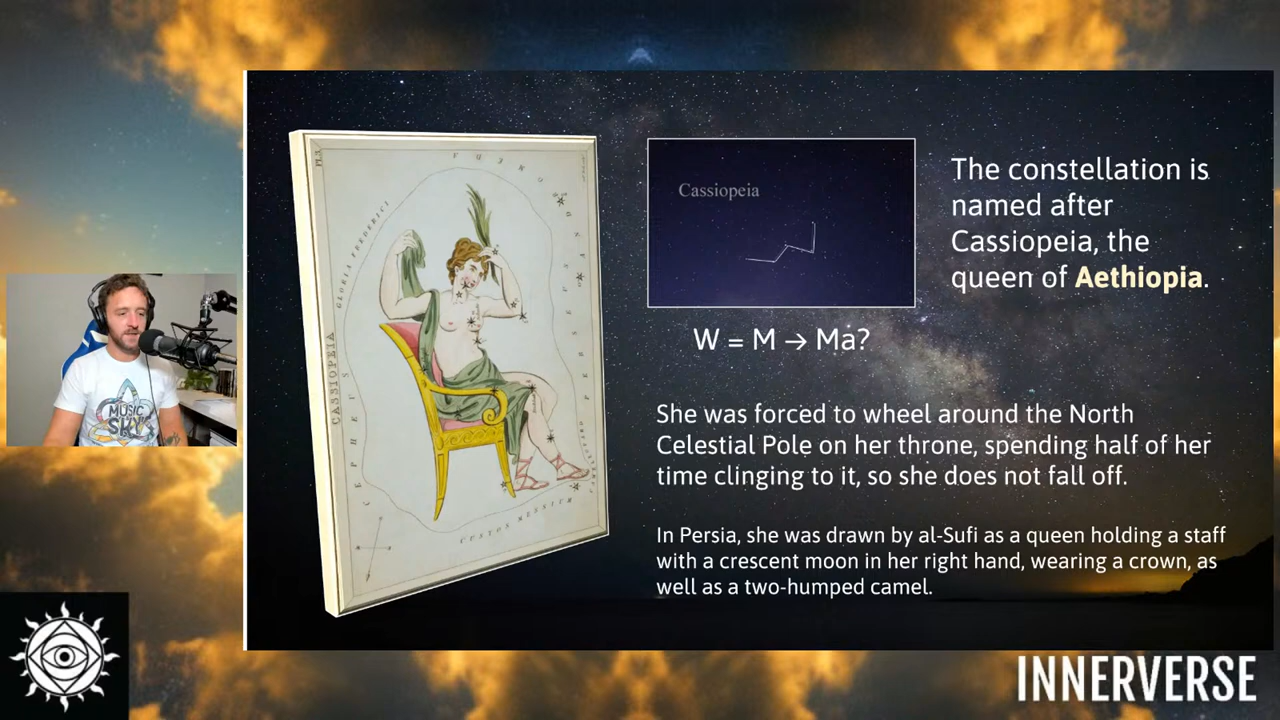 Cassiopeia
The constellation is
named after
Cassiopeia, the
queen of Aethiopia.
W = M → Ma?
She was forced to wheel around the North
Celestial Pole on her throne, spending half of her
time clinging to it, so she does not fall off.
In Persia, she was drawn by al-Sufi as a queen holding a staff
with a crescent moon in her right hand, wearing a crown, as
well as a two-humped camel.
GLORIA FREDERICI
CASSIOPEIA
CEPHEUS
CUSTOS MESSIUM
MUSIC
SKY
INNERVERSE